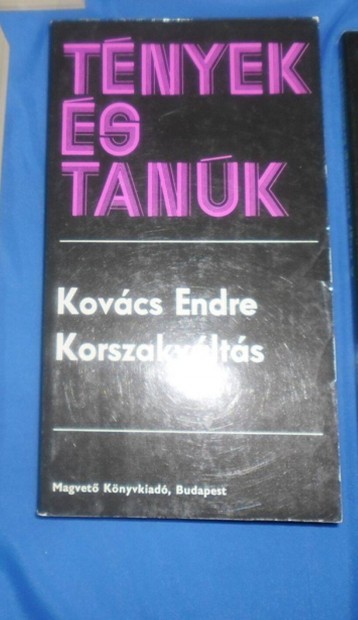 TÉNYEK
ÉS
TANÚK
Kovács Endre
Korszakváltás
Magvető Könyvkiadó, Budapest